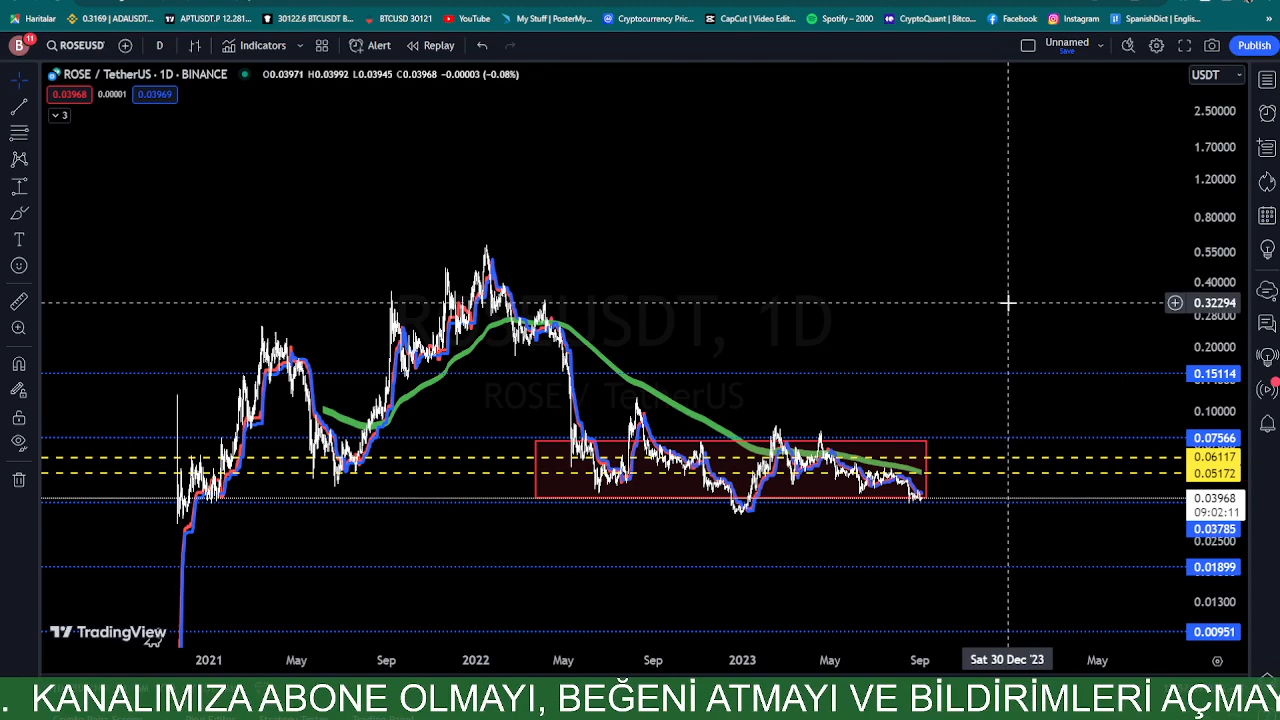 Haritalar
0.3169 | ADAUSDT...
APTUSDT.P 12.281...
30122.6 BTCUSDT B...
BTCUSD 30121
YouTube
My Stuff | PosterMy...
Cryptocurrency Pric...
CapCut | Video Edit...
Spotify – 2000
CryptoQuant | Bitco...
Facebook
Instagram
SpanishDict | Englis...
B
11
ROSEUSD
D
Indicators
Alert
Replay
Unnamed
Save
Publish
ROSE / TetherUS · 1D · BINANCE
O0.03971 H0.03992 L0.03945 C0.03968 -0.00003 (-0.08%)
USDT
0.03968
0.00001
0.03969
3
2.50000
1.70000
1.20000
0.80000
0.55000
0.40000
0.32294
0.28000
0.20000
0.15114
0.10000
0.07566
0.06117
0.05172
0.03968
09:02:11
0.03785
0.02500
0.01899
0.01300
0.00951
ROSEUSDT, 1D
ROSE / TetherUS
TradingView
2021
May
Sep
2022
May
Sep
2023
May
Sep
Sat 30 Dec '23
May
. KANALIMIZA ABONE OLMAYI, BEĞENİ ATMAYI VE BİLDİRİMLERİ AÇMAY